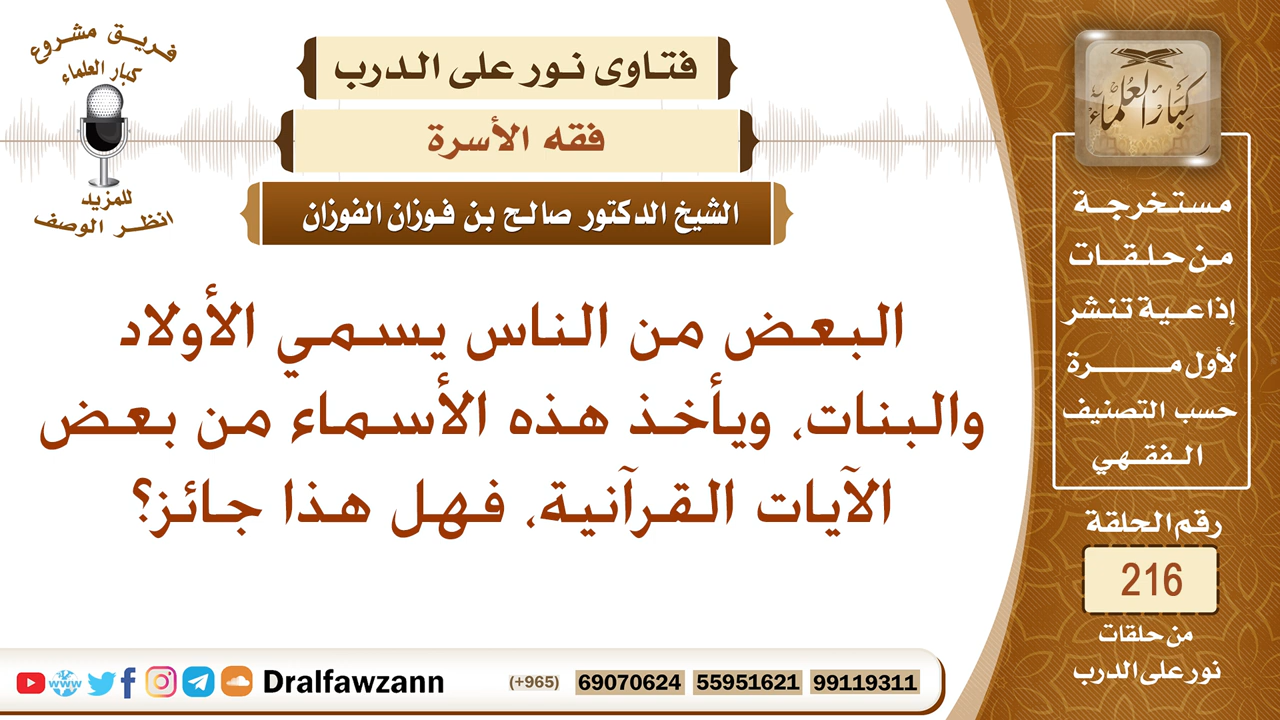 فريق مشروع
كبار العلماء
للمزيد
انظر الوصف
فتاوى نور على الدرب
فقه الأسرة
الشيخ الدكتور صالح بن فوزان الفوزان
البعض من الناس يسمي الأولاد
والبنات، ويأخذ هذه الأسماء من بعض
الآيات القرآنية، فهل هذا جائز؟
كبار العلماء
مستخرجة
من حلقات
إذاعية تنشر
لأول مرة
حسب التصنيف
الفقهي
رقم الحلقة
216
من حلقات
نور على الدرب
www
Dralfawzann
(+965) 69070624 55951621 99119311